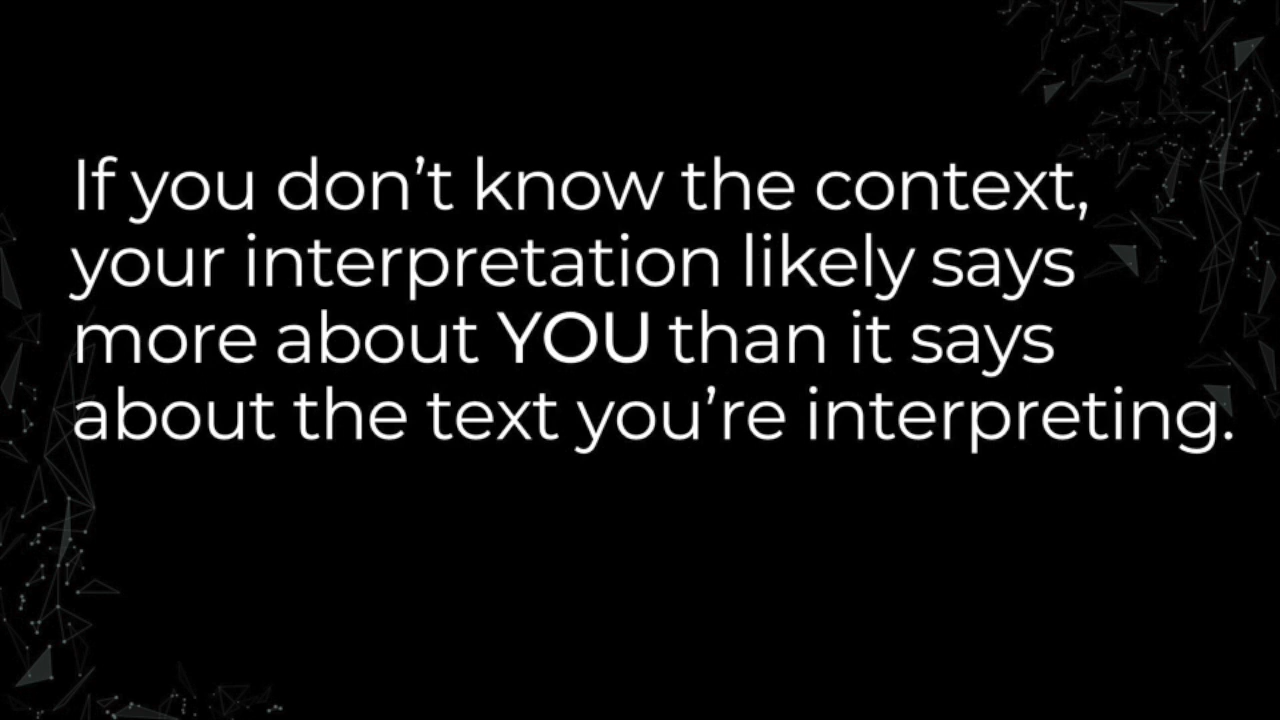 If you don’t know the context,
your interpretation likely says
more about YOU than it says
about the text you’re interpreting.